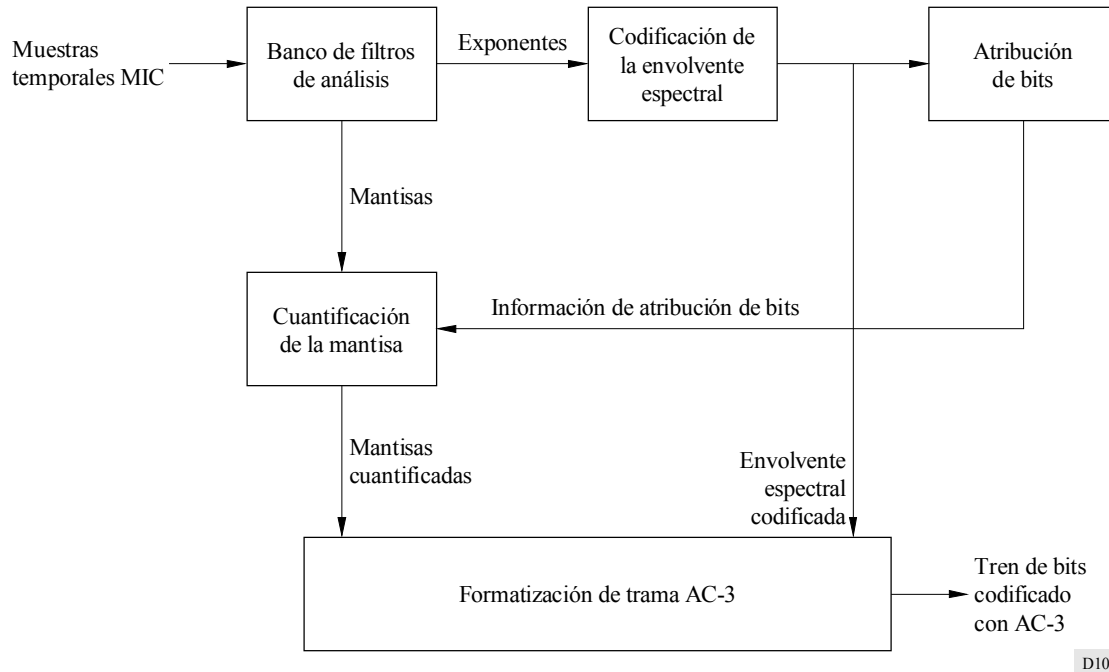 Muestras
temporales MIC
Banco de filtros
de análisis
Exponentes
Codificación de
la envolvente
espectral
Atribución
de bits
Mantisas
Cuantificación
de la mantisa
Información de atribución de bits
Mantisas
cuantificadas
Envolvente
espectral
codificada
Formatización de trama AC-3
Tren de bits
codificado
con AC-3
D10